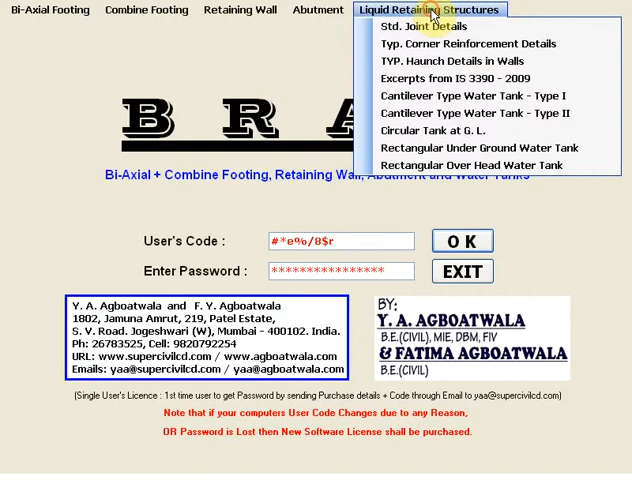 Bi-Axial Footing Combine Footing Retaining Wall Abutment Liquid Retaining Structures
Std. Joint Details
Typ. Corner Reinforcement Details
TYP. Haunch Details in Walls
Excerpts from IS 3390 - 2009
Cantilever Type Water Tank - Type I
Cantilever Type Water Tank - Type II
Circular Tank at G. L.
Rectangular Under Ground Water Tank
Rectangular Over Head Water Tank
B R A
Bi-Axial + Combine Footing, Retaining Wall, Abutment and Water Tanks
User's Code : #*e%/8$r O K
Enter Password : **************** EXIT
Y. A. Agboatwala and F. Y. Agboatwala
1802, Jamuna Amrut, 219, Patel Estate,
S. V. Road. Jogeshwari (W), Mumbai - 400102. India.
Ph: 26783525, Cell: 9820792254
URL: www.supercivilcd.com / www.agboatwala.com
Emails: yaa@supercivilcd.com / yaa@agboatwala.com
BY:
Y. A. AGBOATWALA
B.E.(CIVIL), MIE, DBM, FIV
& FATIMA AGBOATWALA
B.E.(CIVIL)
(Single User's Licence : 1st time user to get Password by sending Purchase details + Code through Email to yaa@supercivilcd.com)
Note that if your computers User Code Changes due to any Reason,
OR Password is Lost then New Software License shall be purchased.